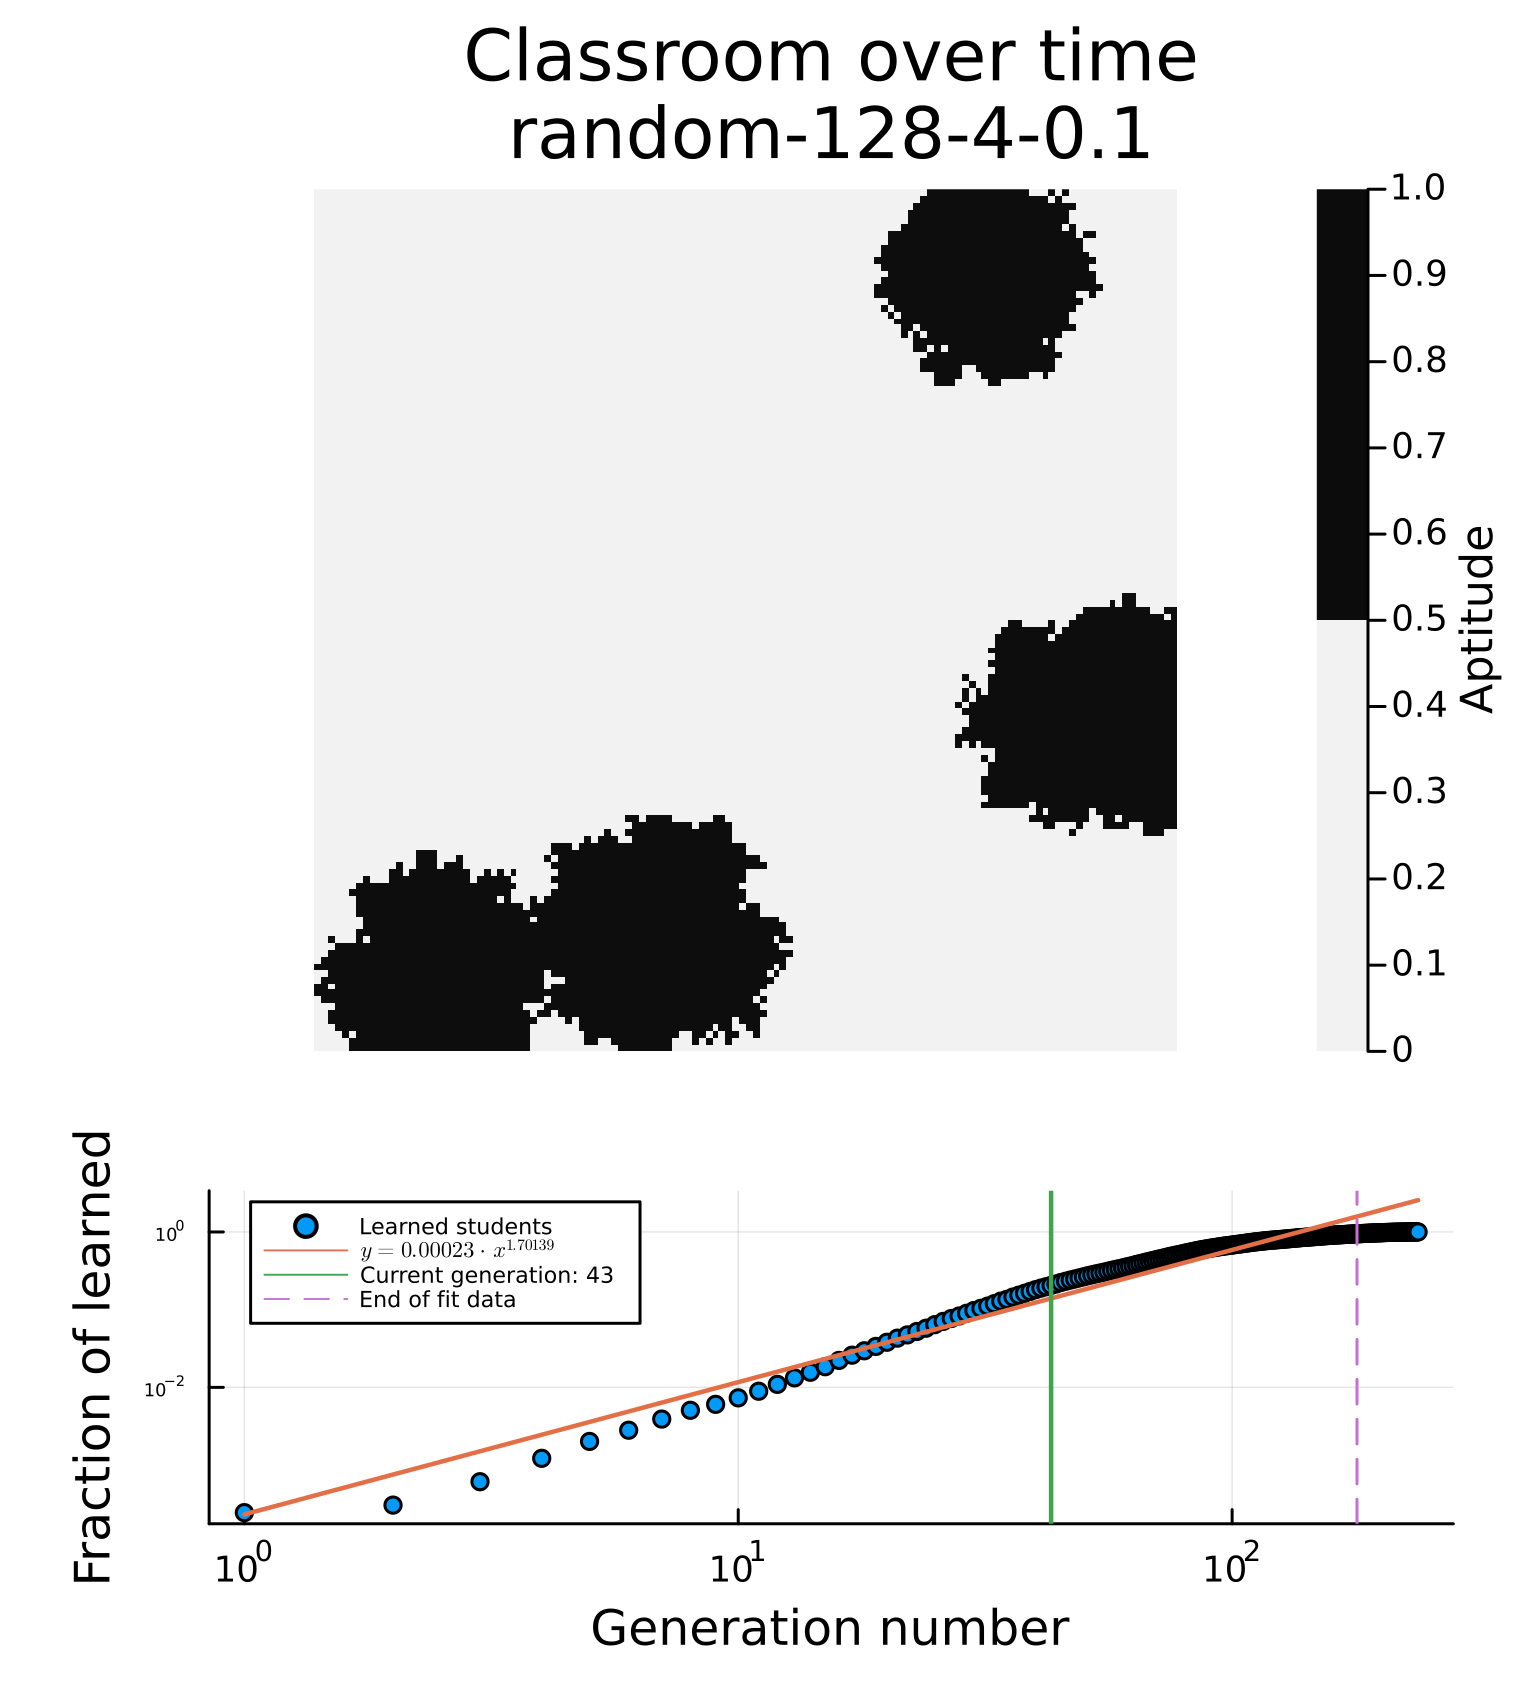 Classroom over time
random-128-4-0.1
1.0
0.9
0.8
0.7
0.6
0.5
0.4
0.3
0.2
0.1
0
Aptitude
Fraction of learned
10^0
10^-2
Learned students
y = 0.00023 · x^1.70139
Current generation: 43
End of fit data
10^0
10^1
10^2
Generation number